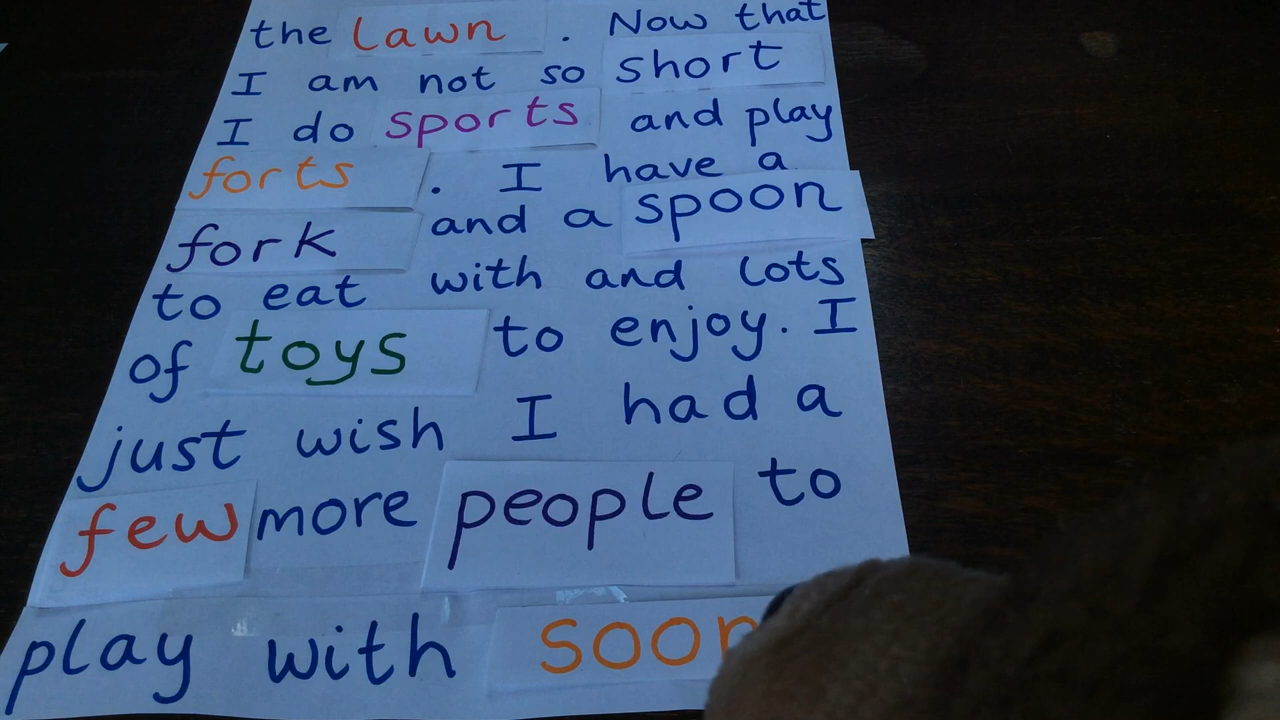 the lawn . Now that
I am not so short
I do sports and play
forts . I have a
fork and a spoon
to eat with and lots
of toys to enjoy. I
just wish I had a
few more people to
play with soon